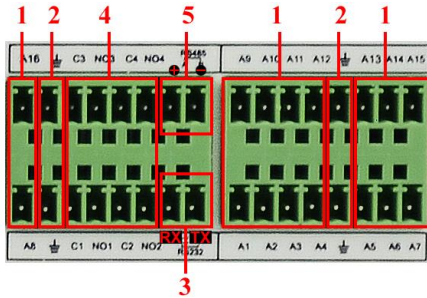 1 2 4 5 1 2 1
A16 ⏚ C3 NO3 C4 NO4 RS485 A9 A10 A11 A12 ⏚ A13 A14 A15
A8 ⏚ C1 NO1 C2 NO2 RX TX A1 A2 A3 A4 ⏚ A5 A6 A7
RS232
3